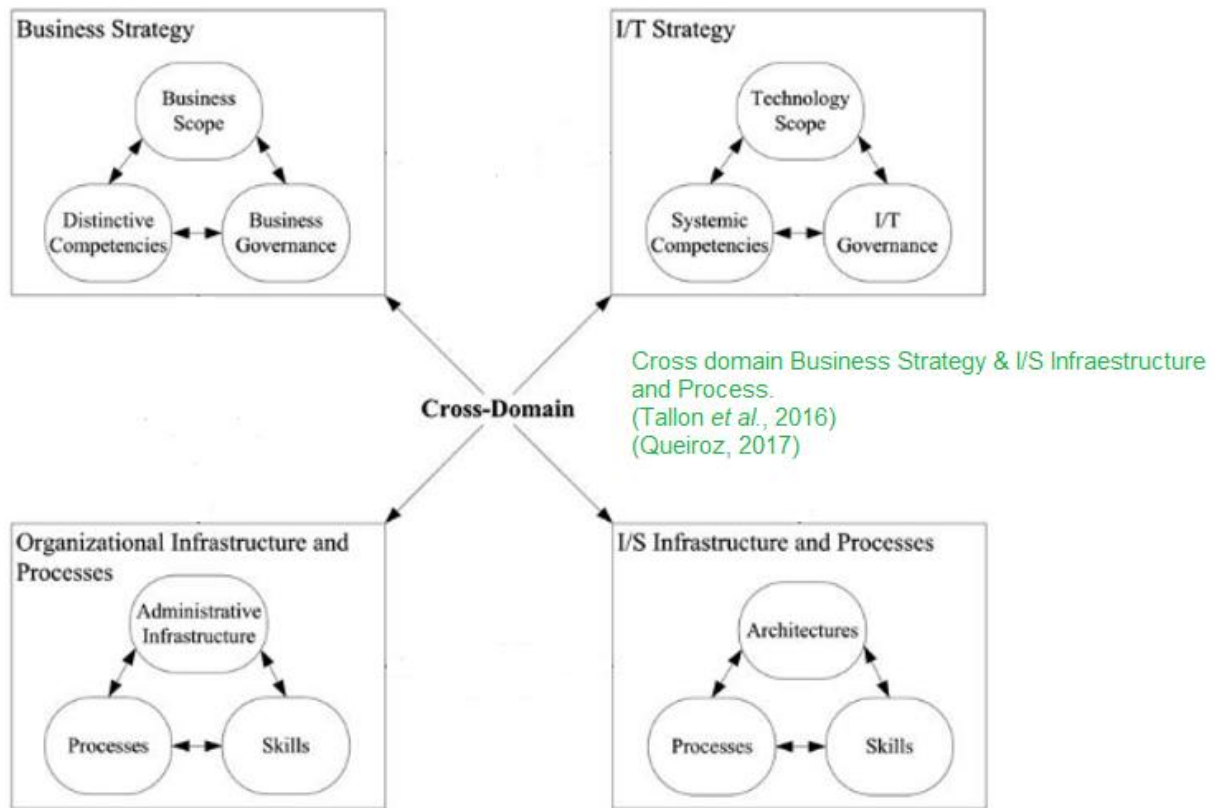 Business Strategy
Business
Scope
Distinctive
Competencies
Business
Governance
I/T Strategy
Technology
Scope
Systemic
Competencies
I/T
Governance
Cross-Domain
Cross domain Business Strategy & I/S Infraestructure
and Process.
(Tallon et al., 2016)
(Queiroz, 2017)
Organizational Infrastructure and
Processes
Administrative
Infrastructure
Processes
Skills
I/S Infrastructure and Processes
Architectures
Processes
Skills